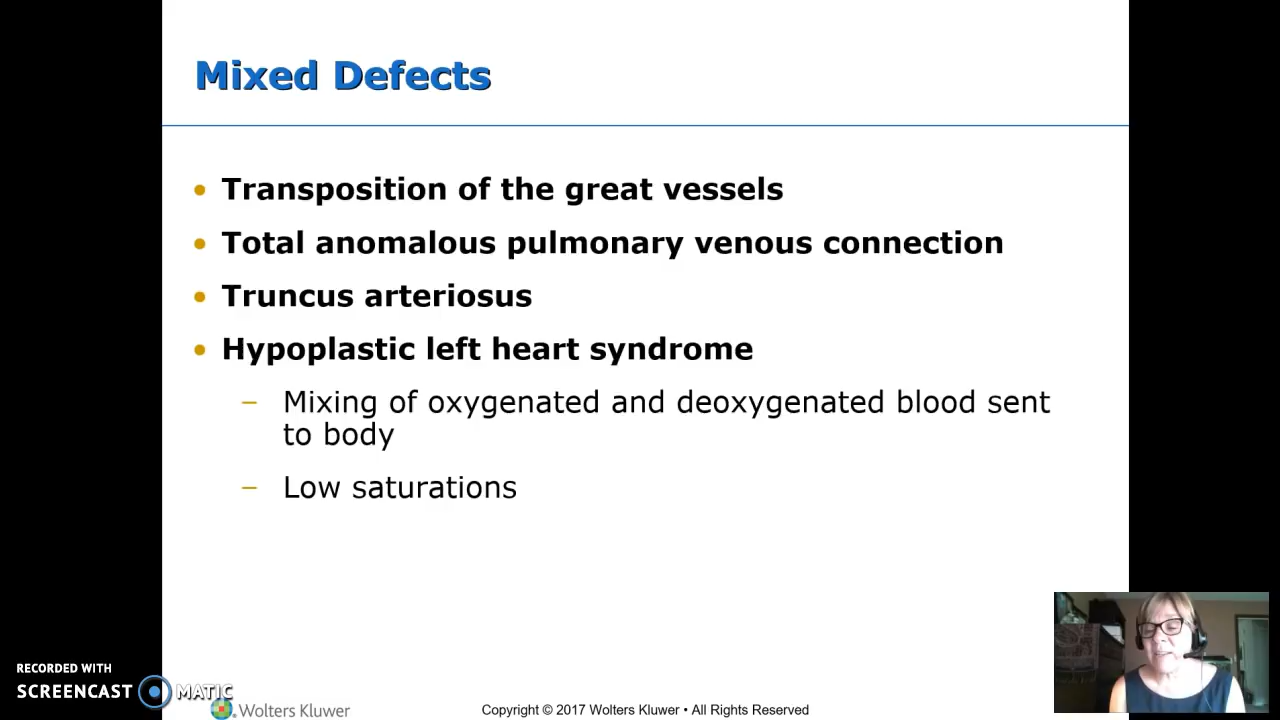 Mixed Defects
• Transposition of the great vessels
• Total anomalous pulmonary venous connection
• Truncus arteriosus
• Hypoplastic left heart syndrome
– Mixing of oxygenated and deoxygenated blood sent
to body
– Low saturations
RECORDED WITH
SCREENCAST MATIC
Wolters Kluwer
Copyright © 2017 Wolters Kluwer • All Rights Reserved